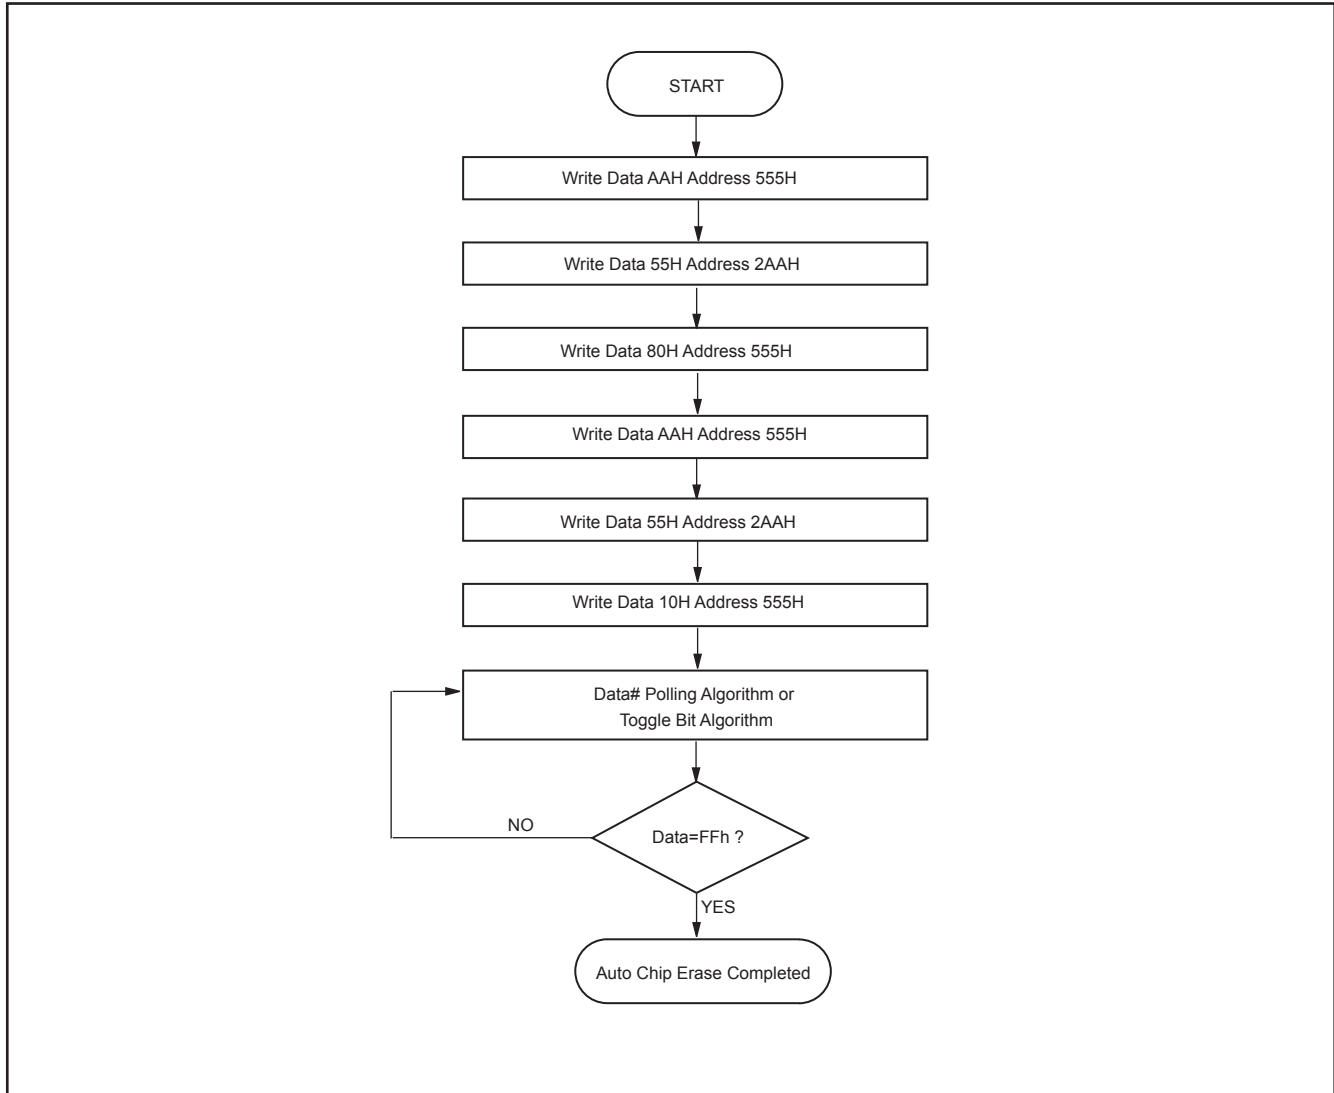 START
Write Data AAH Address 555H
Write Data 55H Address 2AAH
Write Data 80H Address 555H
Write Data AAH Address 555H
Write Data 55H Address 2AAH
Write Data 10H Address 555H
Data# Polling Algorithm or
Toggle Bit Algorithm
NO
Data=FFh ?
YES
Auto Chip Erase Completed